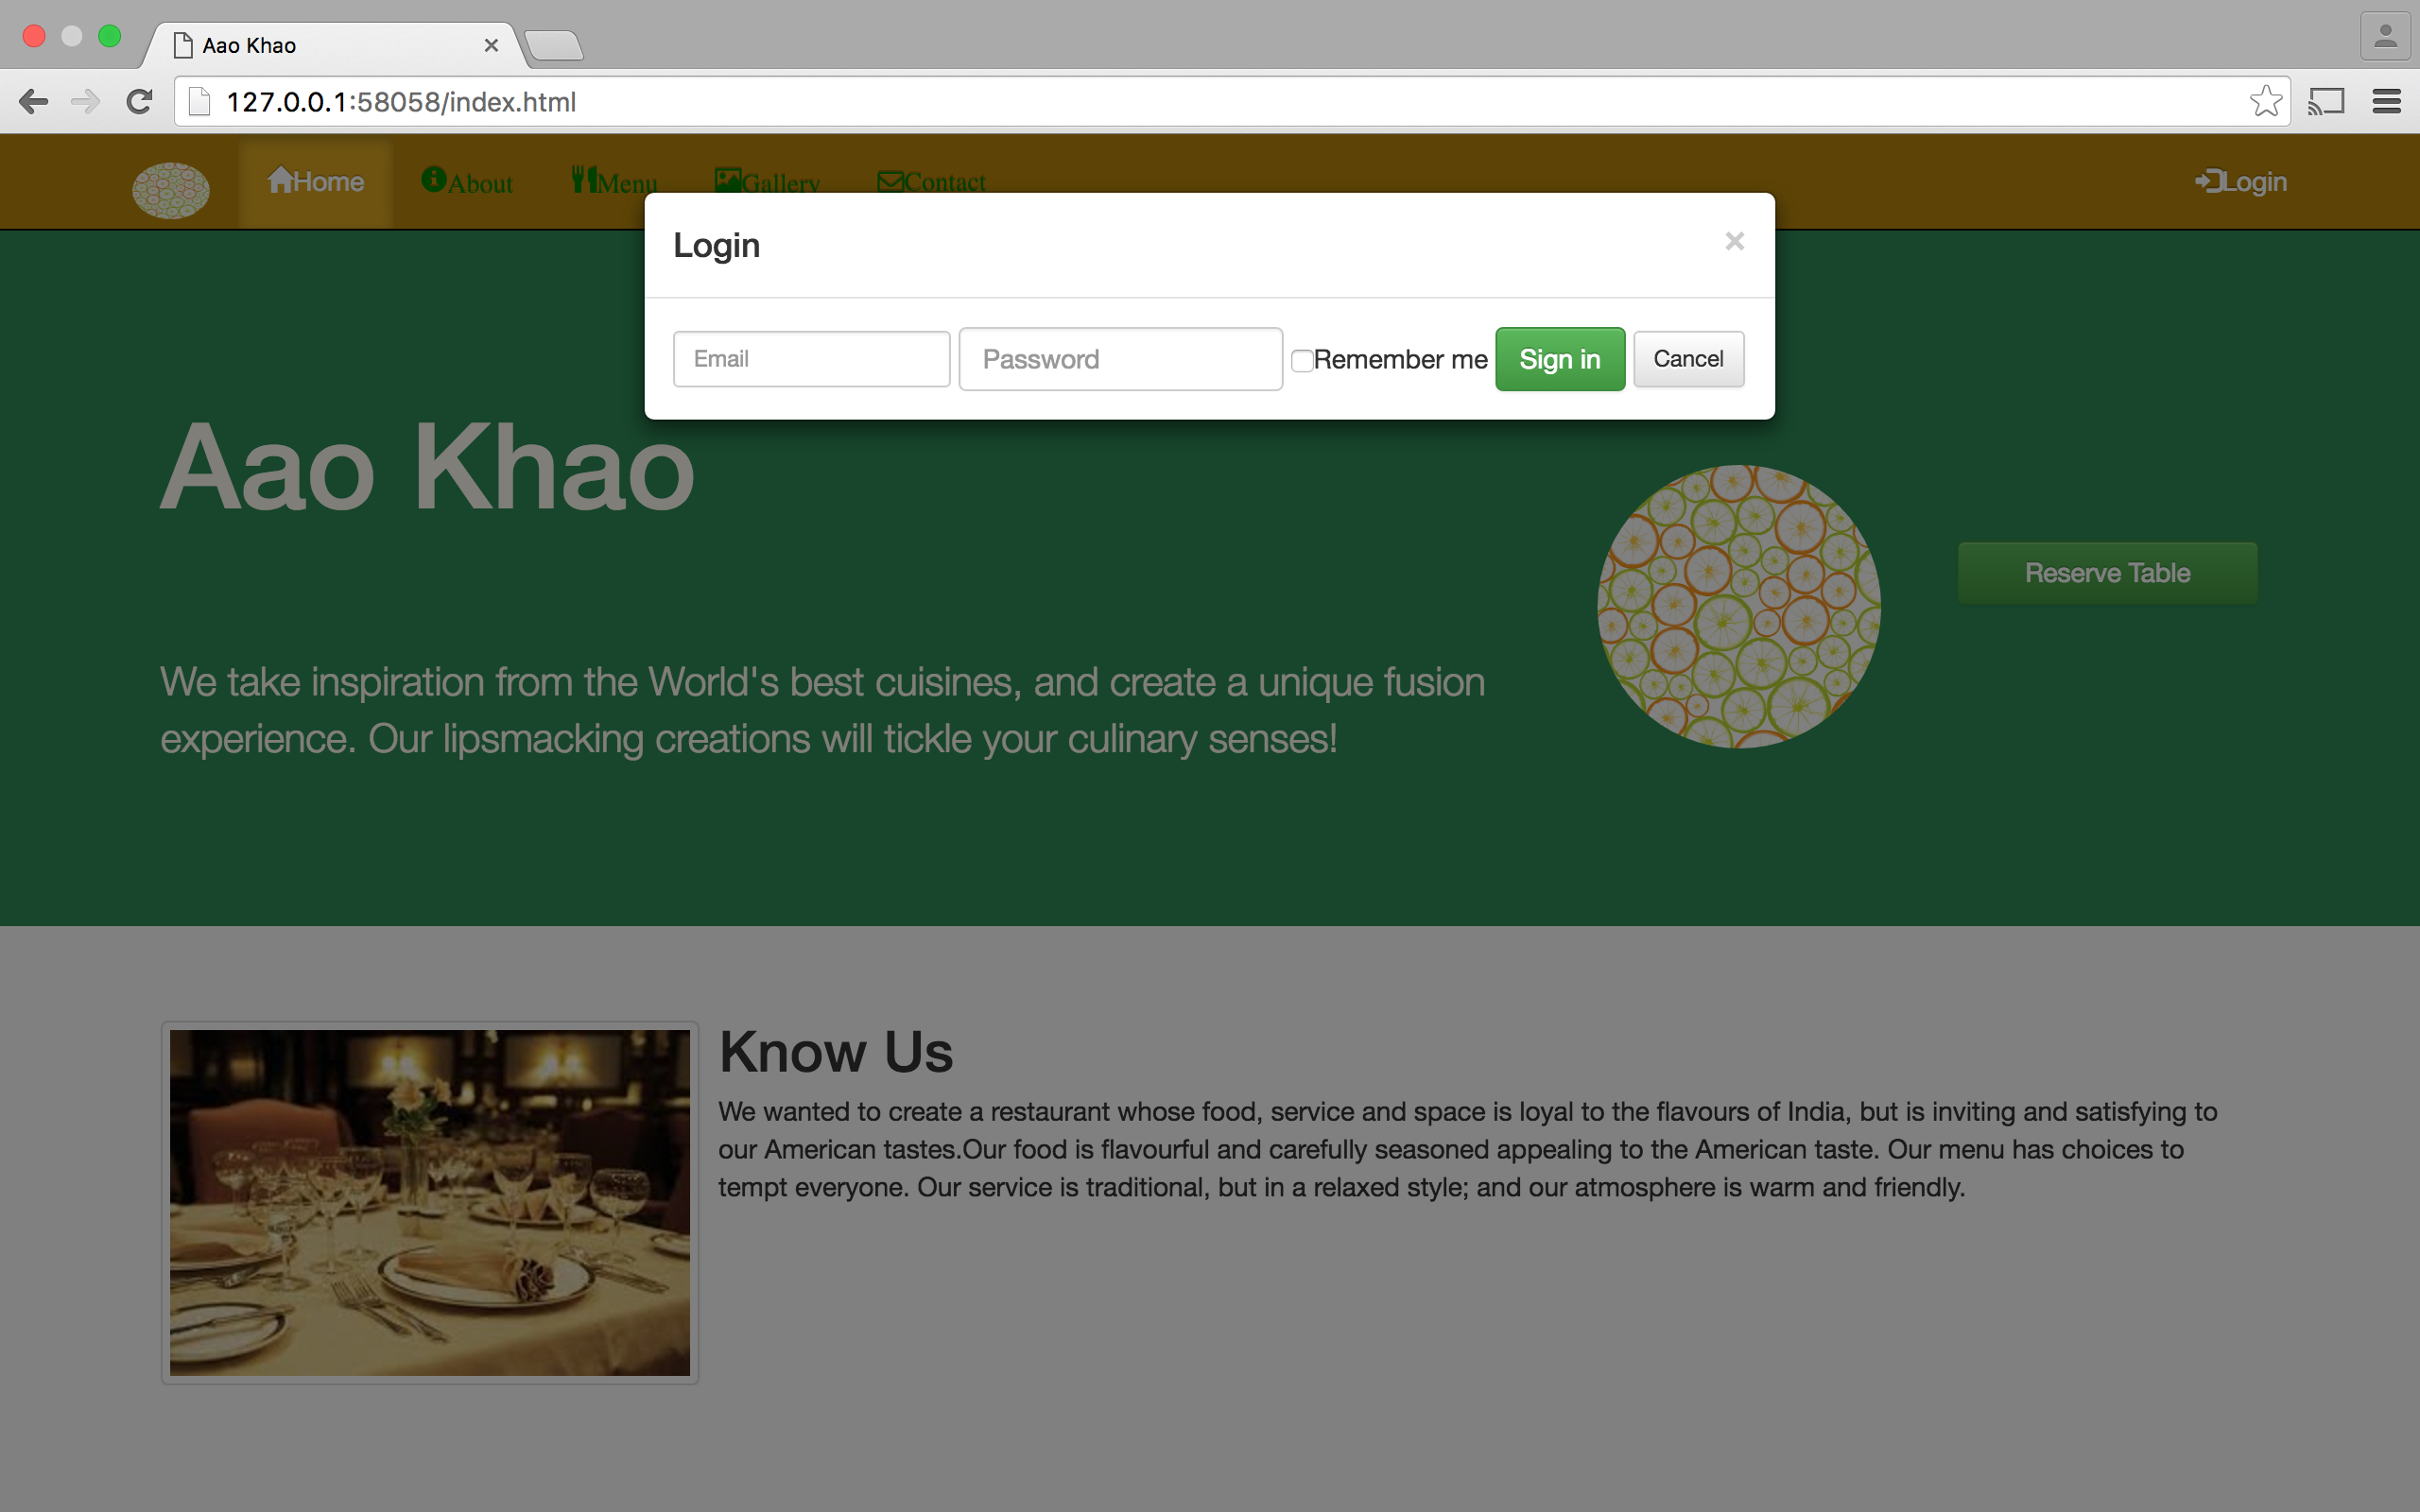 Aao Khao
127.0.0.1:58058/index.html
Home About Menu Gallery Contact Login
Login ×
Email Password Remember me Sign in Cancel
Aao Khao
Reserve Table
We take inspiration from the World's best cuisines, and create a unique fusion
experience. Our lipsmacking creations will tickle your culinary senses!
Know Us
We wanted to create a restaurant whose food, service and space is loyal to the flavours of India, but is inviting and satisfying to
our American tastes.Our food is flavourful and carefully seasoned appealing to the American taste. Our menu has choices to
tempt everyone. Our service is traditional, but in a relaxed style; and our atmosphere is warm and friendly.